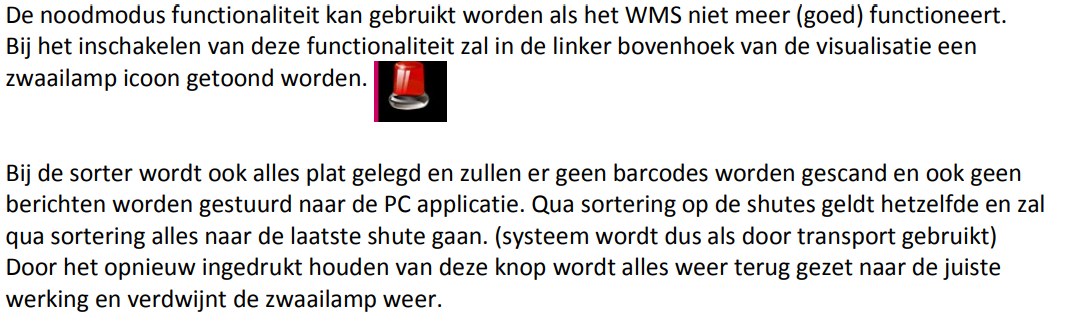 De noodmodus functionaliteit kan gebruikt worden als het WMS niet meer (goed) functioneert.
Bij het inschakelen van deze functionaliteit zal in de linker bovenhoek van de visualisatie een
zwaailamp icoon getoond worden.
Bij de sorter wordt ook alles plat gelegd en zullen er geen barcodes worden gescand en ook geen
berichten worden gestuurd naar de PC applicatie. Qua sortering op de shutes geldt hetzelfde en zal
qua sortering alles naar de laatste shute gaan. (systeem wordt dus als door transport gebruikt)
Door het opnieuw ingedrukt houden van deze knop wordt alles weer terug gezet naar de juiste
werking en verdwijnt de zwaailamp weer.